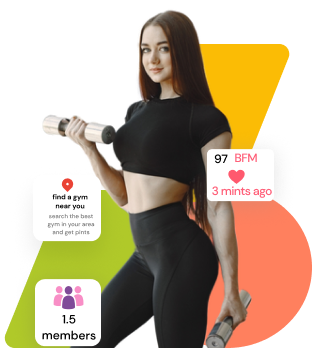 97 BFM
3 mints ago
find a gym
near you
search the best
gym in your area
and get pints
1.5
members